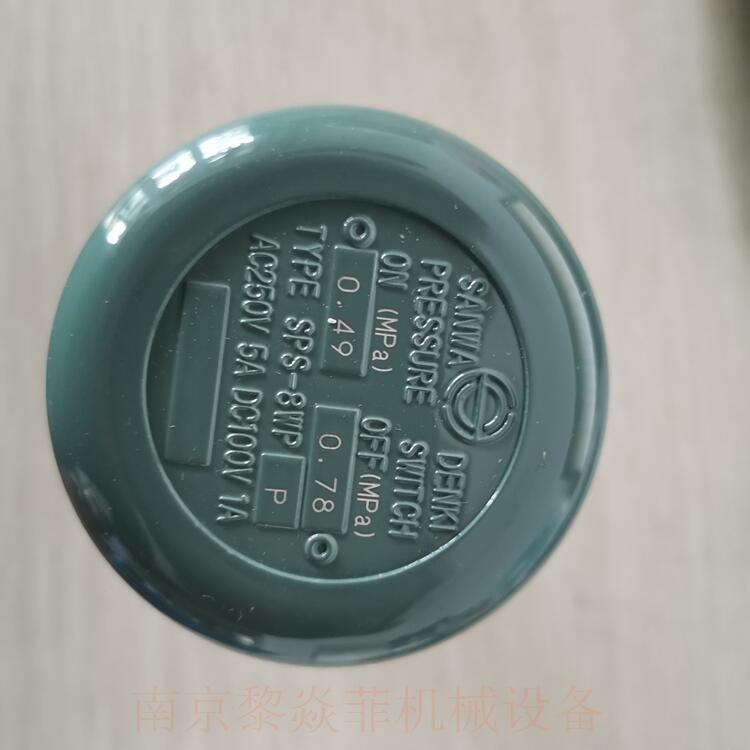 SANWA DENKI
PRESSURE SWITCH
ON OFF
(MPa) (MPa)
0.49 0.78
TYPE SPS-8WP P
AC250V 5A DC100V 1A
南京黎焱菲机械设备